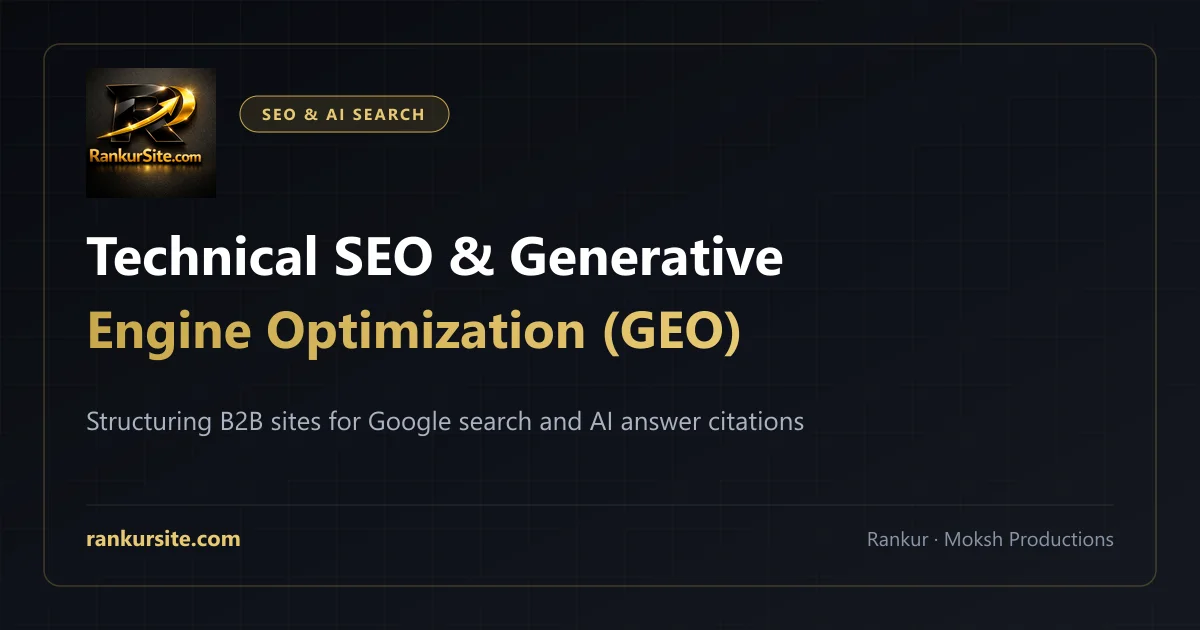 RankurSite.com
SEO & AI SEARCH
Technical SEO & Generative
Engine Optimization (GEO)
Structuring B2B sites for Google search and AI answer citations
rankursite.com
Rankur · Moksh Productions